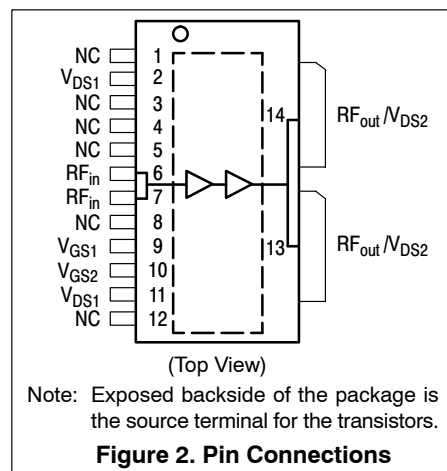 NC 1
VDS1 2
NC 3
NC 4
NC 5
RFin 6
RFin 7
NC 8
VGS1 9
VGS2 10
VDS1 11
NC 12
14 RFout/VDS2
13 RFout/VDS2
(Top View)
Note: Exposed backside of the package is
the source terminal for the transistors.
Figure 2. Pin Connections